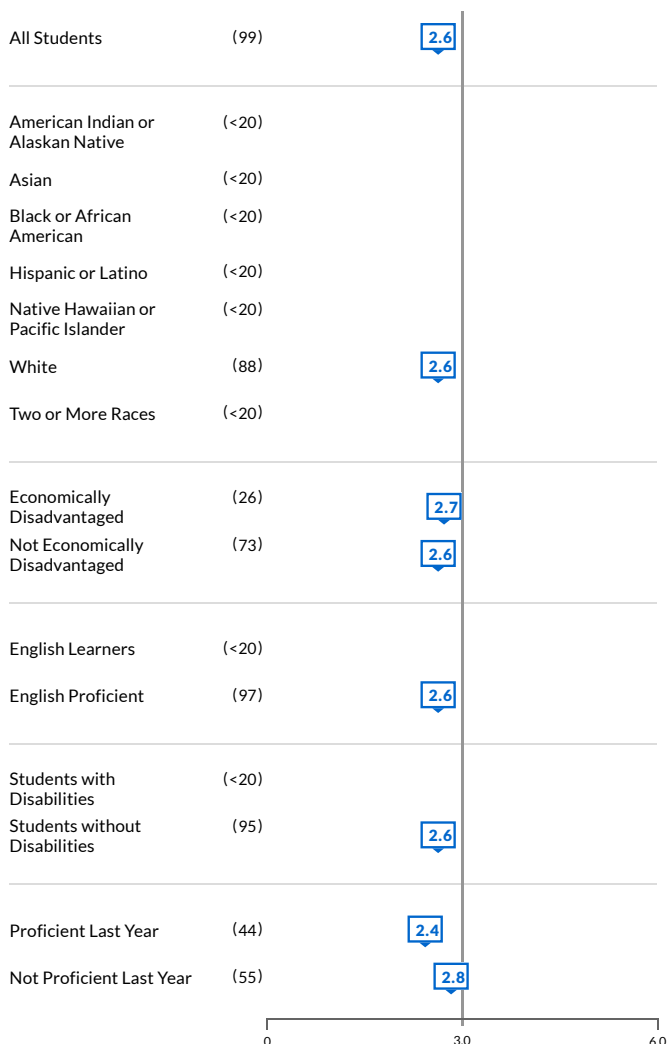 All Students (99) 2.6
American Indian or (<20)
Alaskan Native
Asian (<20)
Black or African (<20)
American
Hispanic or Latino (<20)
Native Hawaiian or (<20)
Pacific Islander
White (88) 2.6
Two or More Races (<20)
Economically (26) 2.7
Disadvantaged
Not Economically (73) 2.6
Disadvantaged
English Learners (<20)
English Proficient (97) 2.6
Students with (<20)
Disabilities
Students without (95) 2.6
Disabilities
Proficient Last Year (44) 2.4
Not Proficient Last Year (55) 2.8
0 3.0 6.0